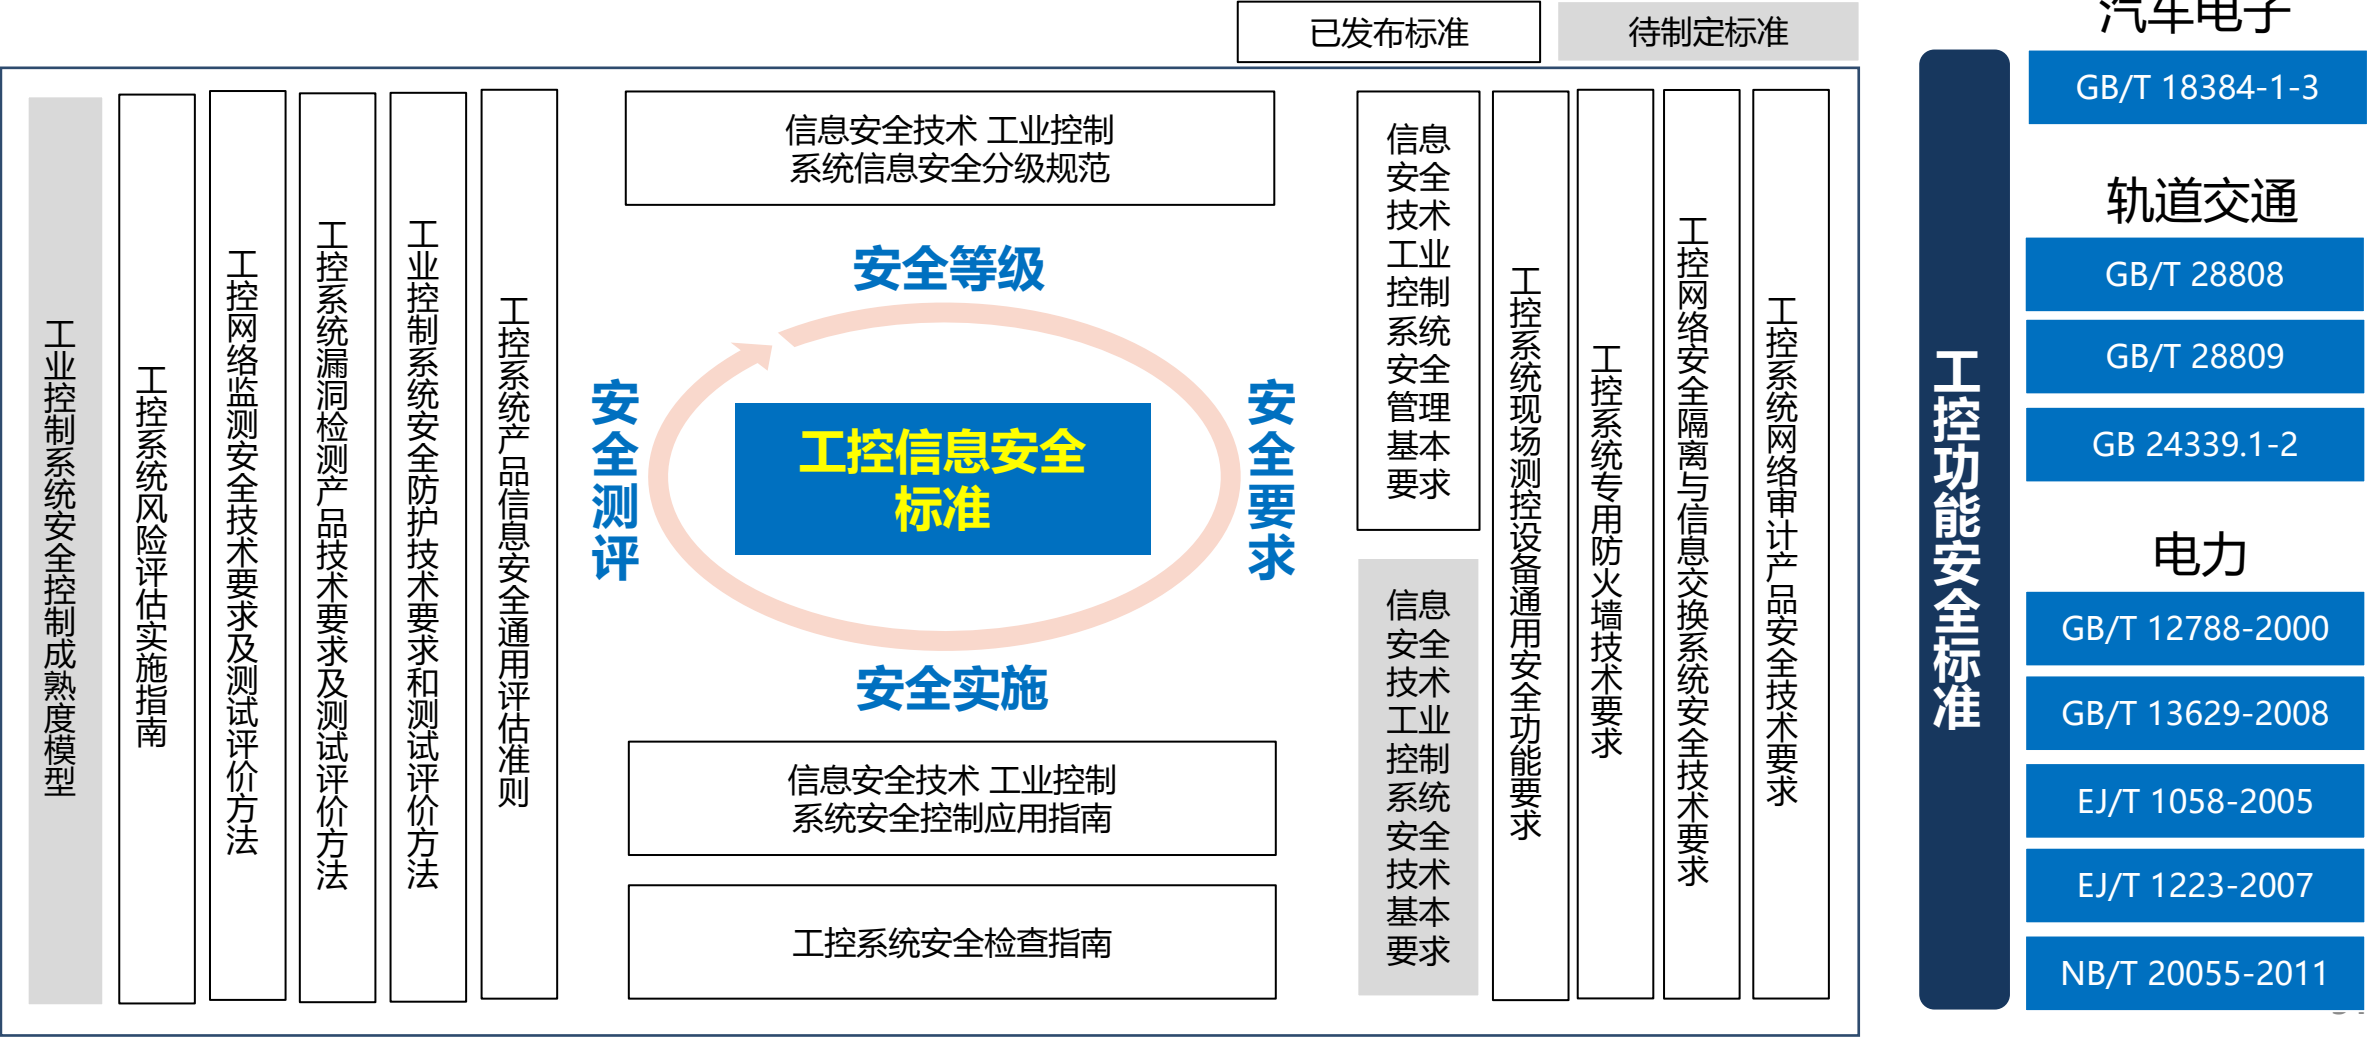 已发布标准
待制定标准
工业控制系统安全控制成熟度模型
工控系统风险评估实施指南
工控网络监测安全技术要求及测试评价方法
工控系统漏洞检测产品技术要求及测试评价方法
工业控制系统安全防护技术要求和测试评价方法
工控系统产品信息安全通用评估准则
信息安全技术 工业控制
系统信息安全分级规范
安全等级
安全测评
工控信息安全
标准
安全要求
安全实施
信息安全技术 工业控制
系统安全控制应用指南
工控系统安全检查指南
信息
安全
技术
工业
控制
系统
安全
管理
基本
要求
信息
安全
技术
工业
控制
系统
安全
技术
基本
要求
工控系统现场测控设备通用安全功能要求
工控系统专用防火墙技术要求
工控网络安全隔离与信息交换系统安全技术要求
工控系统网络审计产品安全技术要求
工控功能安全标准
汽车电子
GB/T 18384-1-3
轨道交通
GB/T 28808
GB/T 28809
GB 24339.1-2
电力
GB/T 12788-2000
GB/T 13629-2008
EJ/T 1058-2005
EJ/T 1223-2007
NB/T 20055-2011